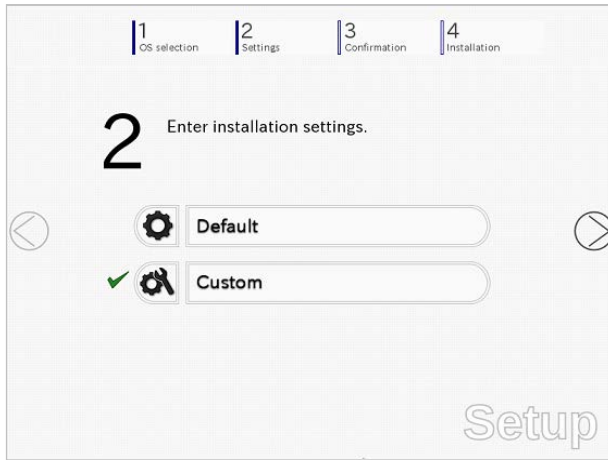 1
OS selection
2
Settings
3
Confirmation
4
Installation
2
Enter installation settings.
Default
Custom
Setup